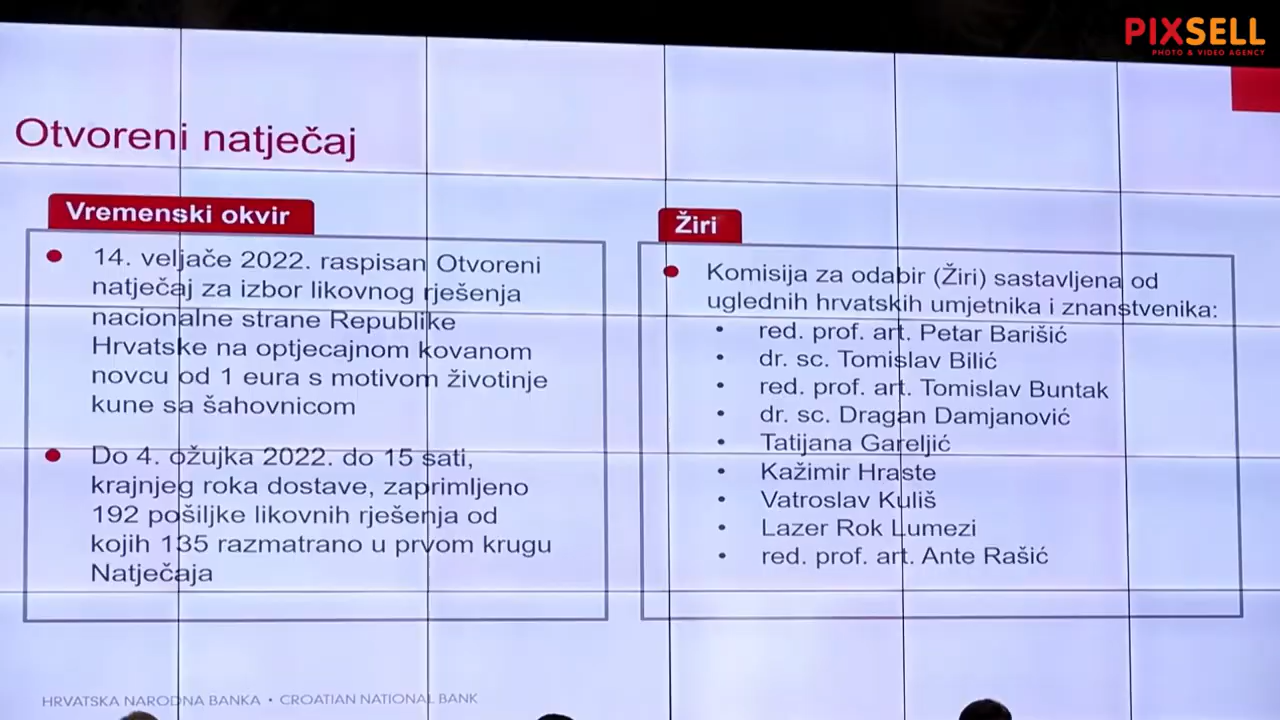 PIXSELL
PHOTO & VIDEO AGENCY
Otvoreni natječaj
Vremenski okvir
14. veljače 2022. raspisan Otvoreni
natječaj za izbor likovnog rješenja
nacionalne strane Republike
Hrvatske na optjecajnom kovanom
novcu od 1 eura s motivom životinje
kune sa šahovnicom
Do 4. ožujka 2022. do 15 sati,
krajnjeg roka dostave, zaprimljeno
192 pošiljke likovnih rješenja od
kojih 135 razmatrano u prvom krugu
Natječaja
Žiri
Komisija za odabir (Žiri) sastavljena od
uglednih hrvatskih umjetnika i znanstvenika:
• red. prof. art. Petar Barišić
• dr. sc. Tomislav Bilić
• red. prof. art. Tomislav Buntak
• dr. sc. Dragan Damjanović
• Tatijana Gareljić
• Kažimir Hraste
• Vatroslav Kuliš
• Lazer Rok Lumezi
• red. prof. art. Ante Rašić
HRVATSKA NARODNA BANKA • CROATIAN NATIONAL BANK